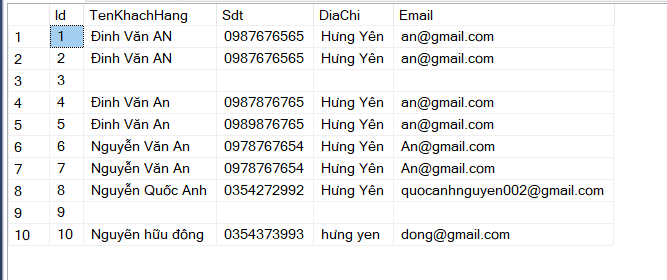 Id TenKhachHang Sdt DiaChi Email
1 1 Đinh Văn AN 0987676565 Hưng Yên an@gmail.com
2 2 Đinh Văn AN 0987676565 Hưng Yên an@gmail.com
3 3
4 4 Đinh Văn An 0987876765 Hưng Yên an@gmail.com
5 5 Đinh Văn An 0989876765 Hưng Yên an@gmail.com
6 6 Nguyễn Văn An 0978767654 Hưng Yên An@gmail.com
7 7 Nguyễn Văn An 0978767654 Hưng Yên An@gmail.com
8 8 Nguyễn Quốc Anh 0354272992 Hưng Yên quocanhnguyen002@gmail.com
9 9
10 10 Nguyễn hữu đông 0354373993 hưng yen dong@gmail.com